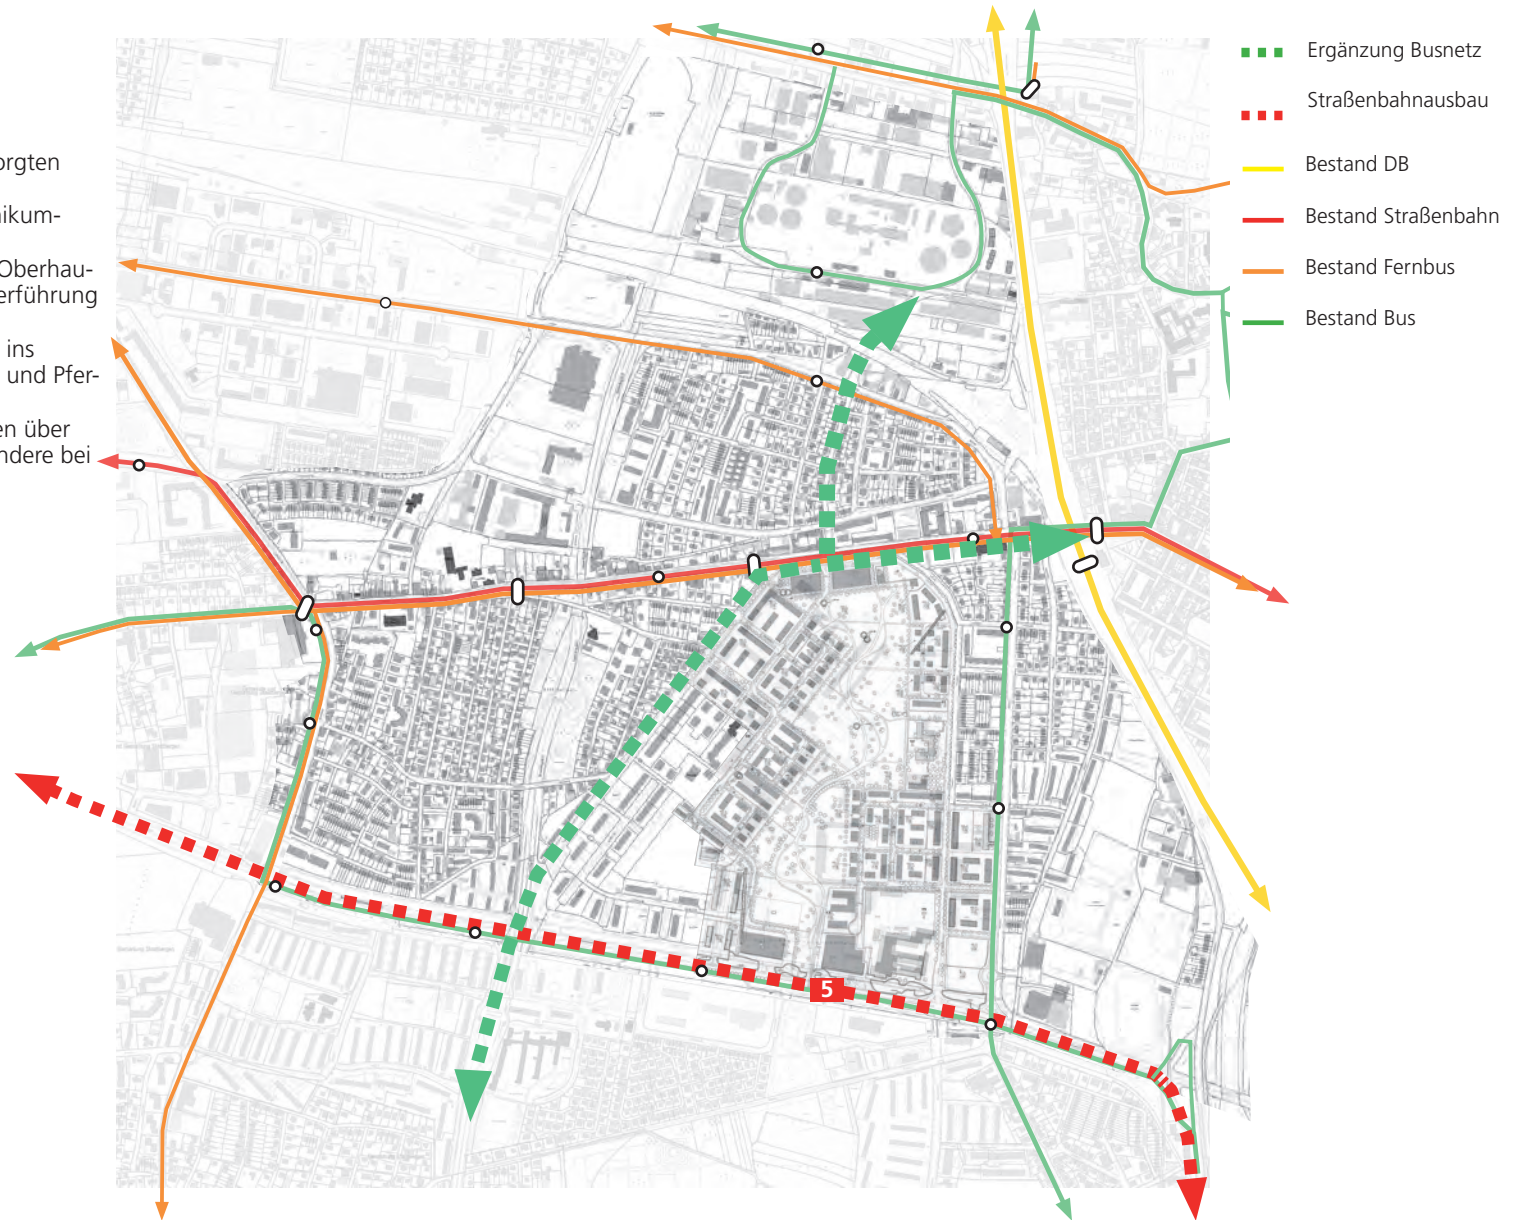 orgten
nikum-
Oberhau-
erführung
ins
und Pfer-
en über
ndere bei
Ergänzung Busnetz
Straßenbahnausbau
Bestand DB
Bestand Straßenbahn
Bestand Fernbus
Bestand Bus
5